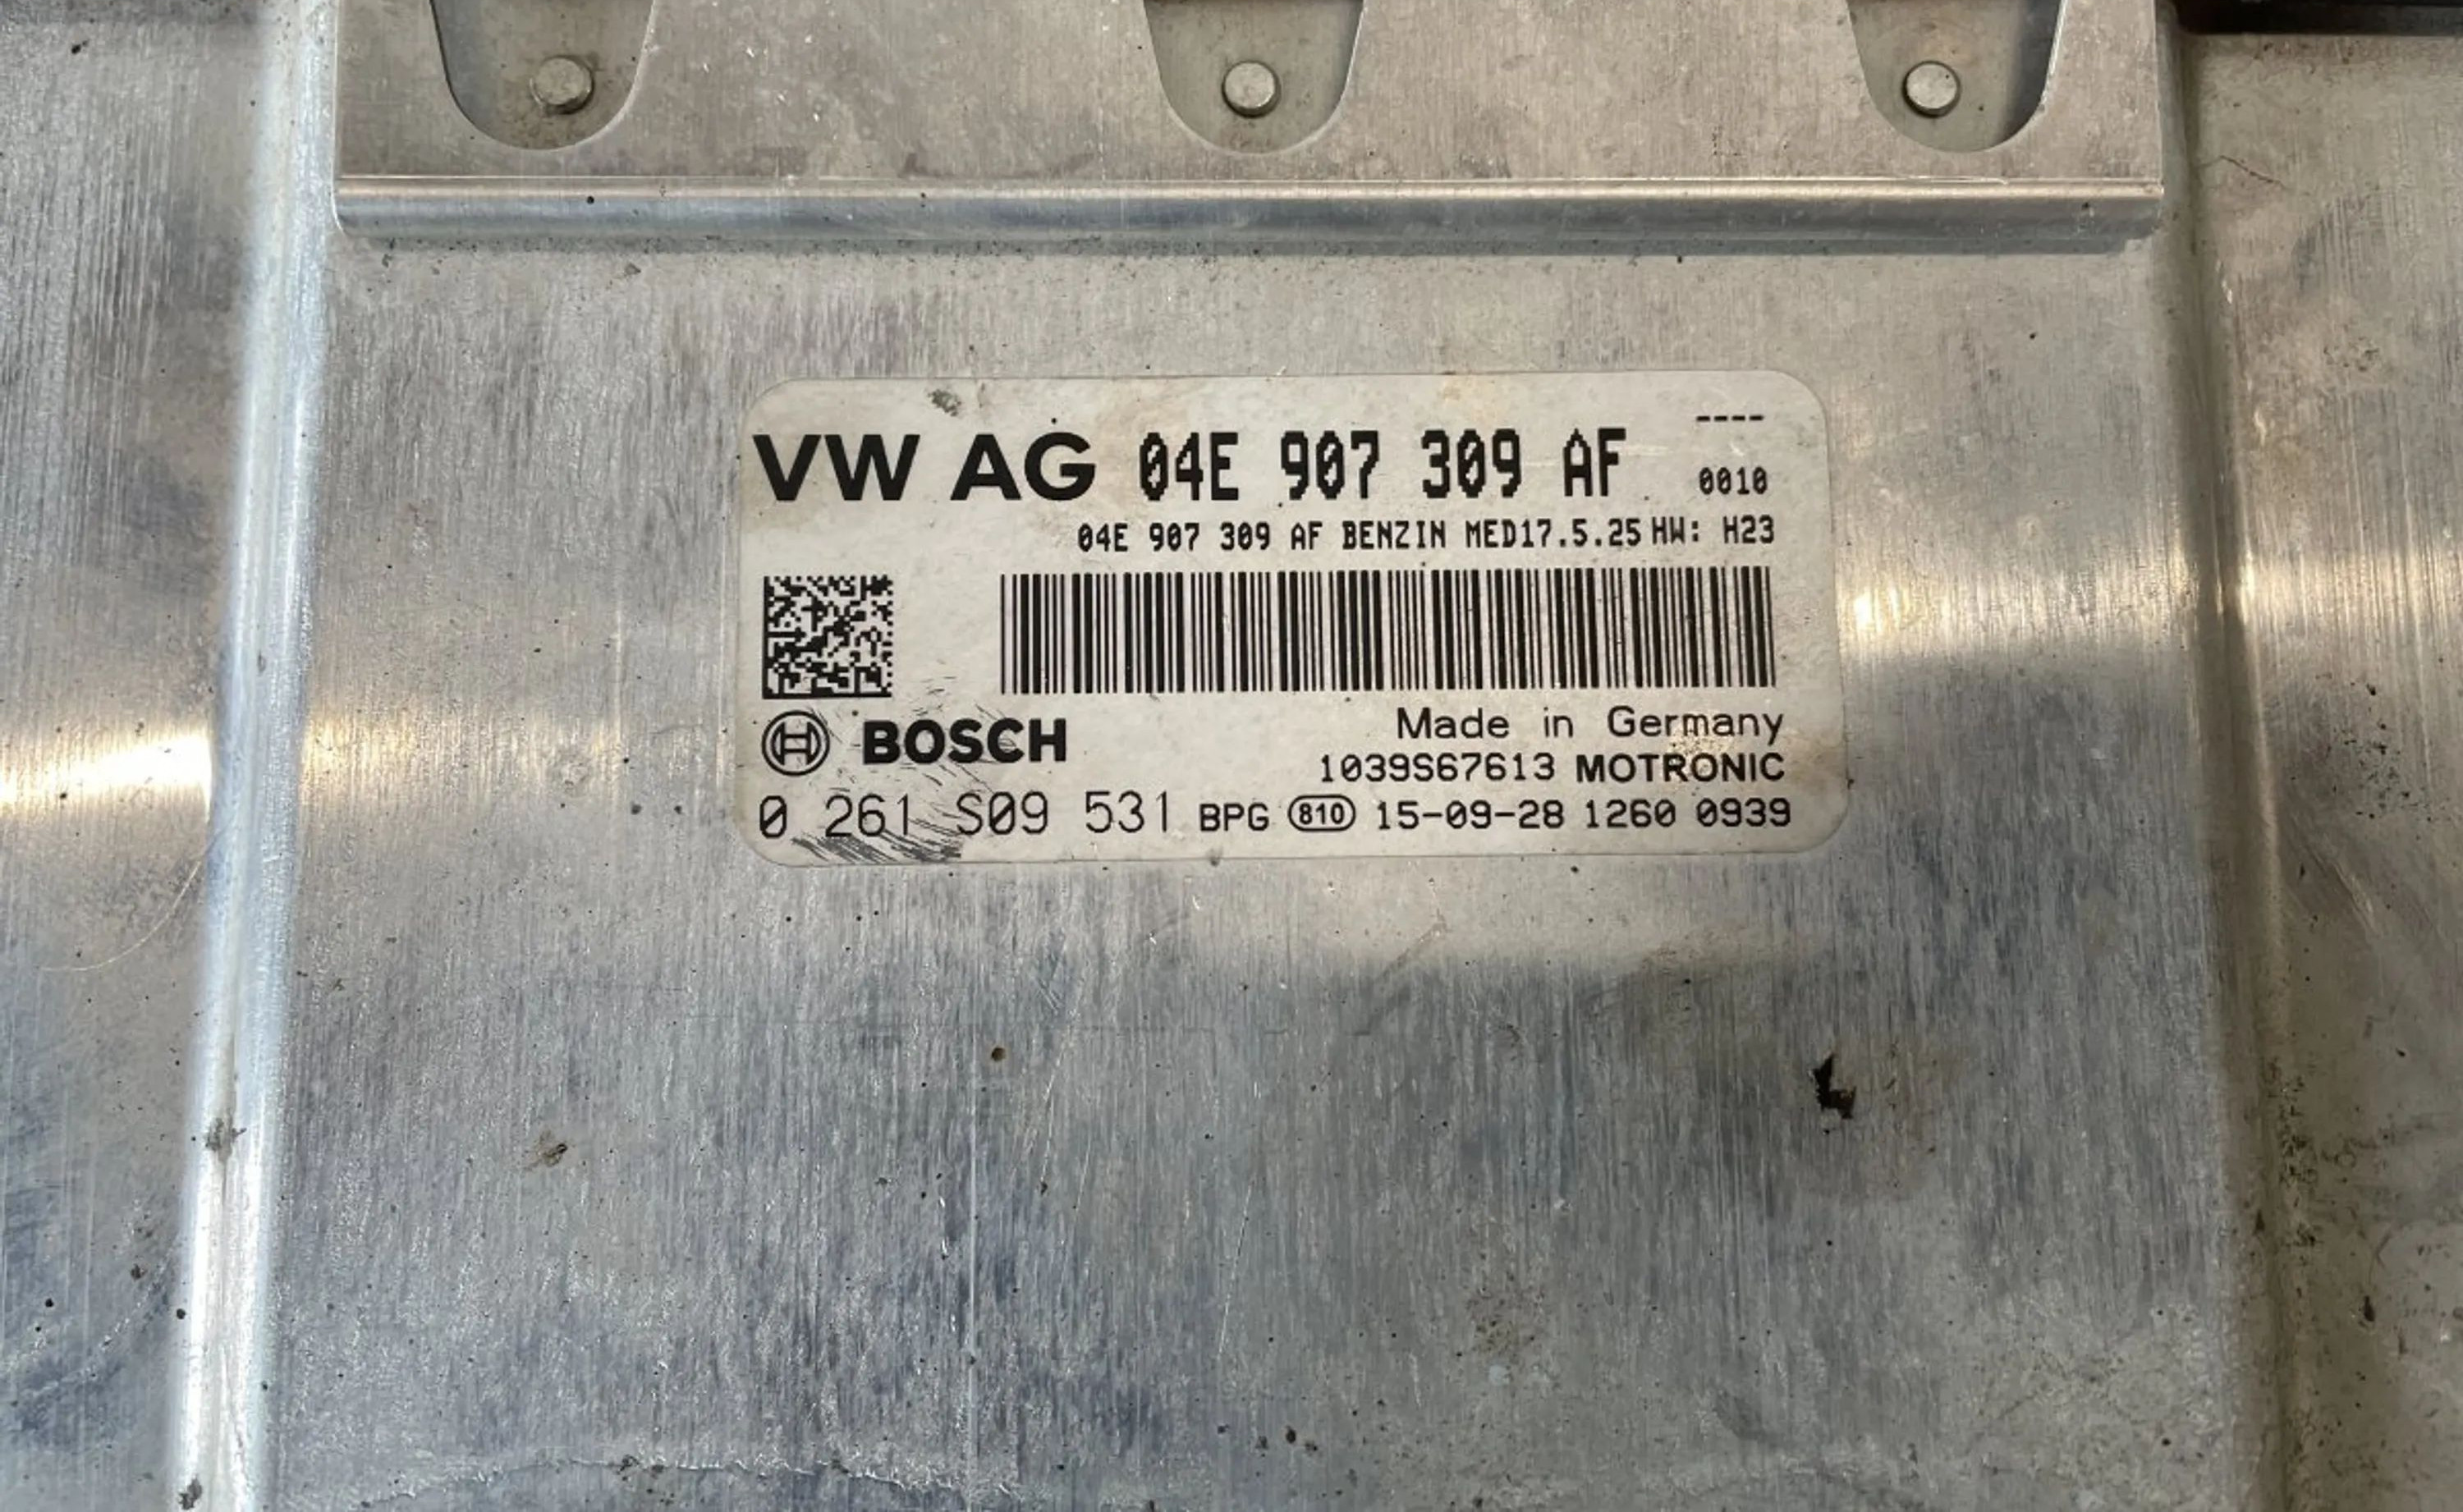 ----
VW AG 04E 907 309 AF 0010
04E 907 309 AF BENZIN MED17.5.25 HW: H23
BOSCH
Made in Germany
1039S67613 MOTRONIC
0 261 S09 531 BPG 810 15-09-28 1260 0939